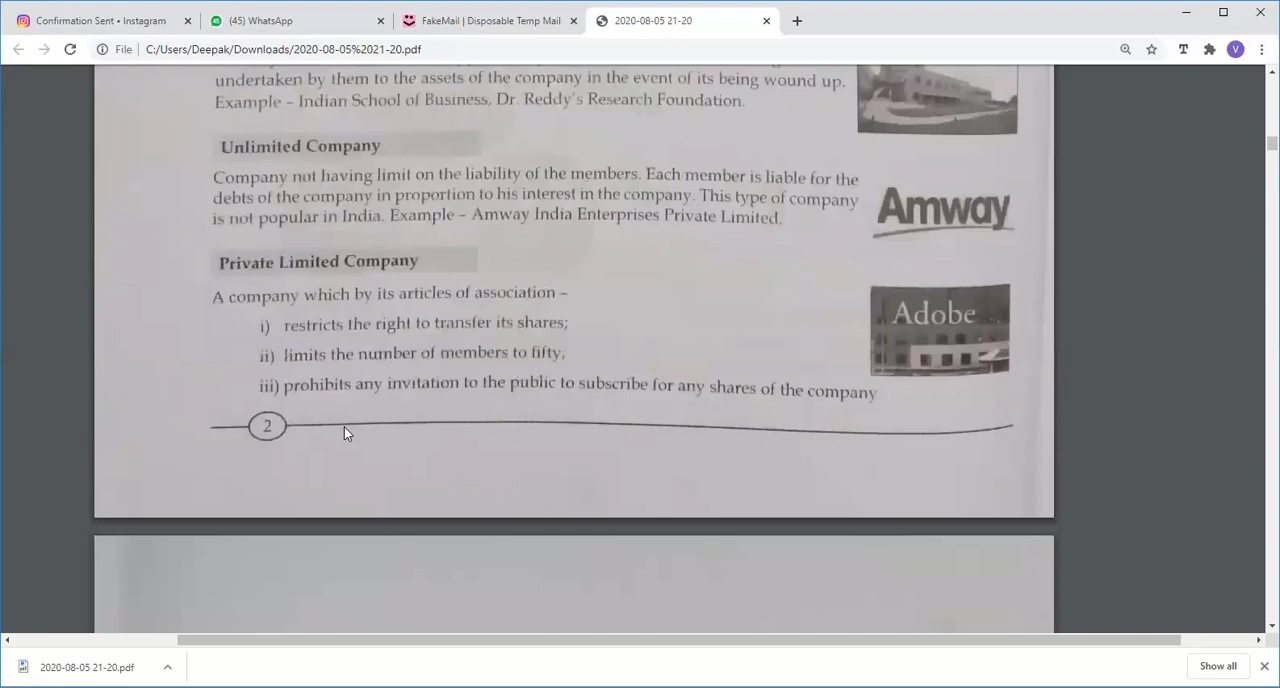 Confirmation Sent • Instagram
(45) WhatsApp
FakeMail | Disposable Temp Mail
2020-08-05 21-20
File
C:/Users/Deepak/Downloads/2020-08-05%2021-20.pdf
T
V
undertaken by them to the assets of the company in the event of its being wound up.
Example – Indian School of Business, Dr. Reddy's Research Foundation.
Unlimited Company
Company not having limit on the liability of the members. Each member is liable for the
debts of the company in proportion to his interest in the company. This type of company
is not popular in India. Example – Amway India Enterprises Private Limited.
Amway
Private Limited Company
A company which by its articles of association –
i) restricts the right to transfer its shares;
ii) limits the number of members to fifty,
iii) prohibits any invitation to the public to subscribe for any shares of the company
Adobe
2
2020-08-05 21-20.pdf
Show all